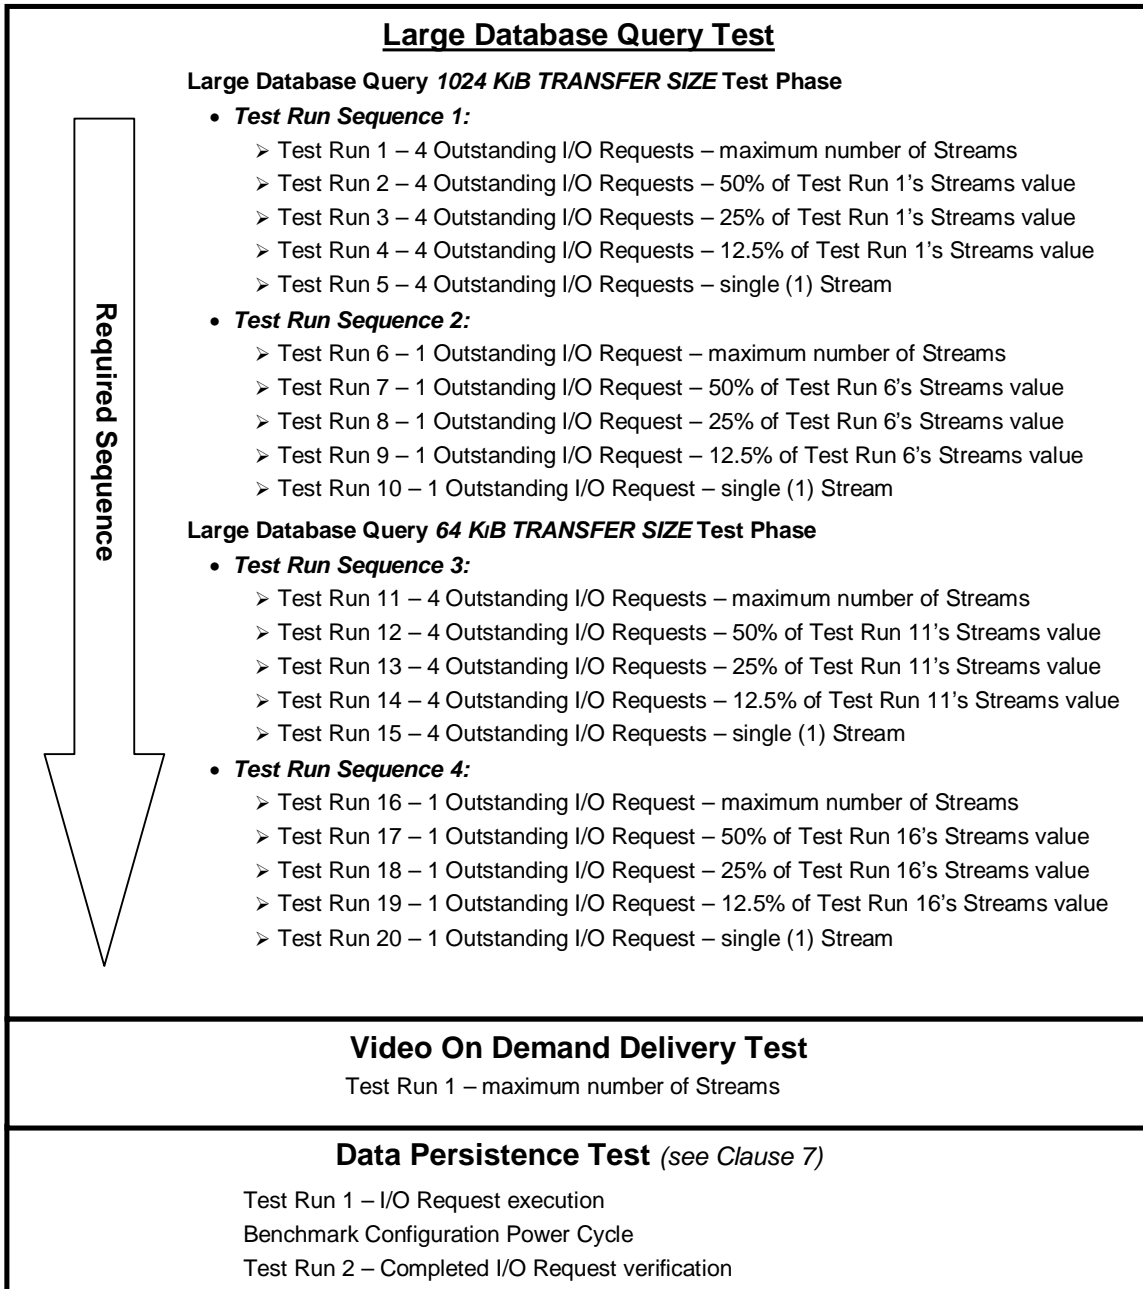 Large Database Query Test
Large Database Query 1024 KiB TRANSFER SIZE Test Phase
• Test Run Sequence 1:
➢ Test Run 1 – 4 Outstanding I/O Requests – maximum number of Streams
➢ Test Run 2 – 4 Outstanding I/O Requests – 50% of Test Run 1’s Streams value
➢ Test Run 3 – 4 Outstanding I/O Requests – 25% of Test Run 1’s Streams value
➢ Test Run 4 – 4 Outstanding I/O Requests – 12.5% of Test Run 1’s Streams value
➢ Test Run 5 – 4 Outstanding I/O Requests – single (1) Stream
• Test Run Sequence 2:
➢ Test Run 6 – 1 Outstanding I/O Request – maximum number of Streams
➢ Test Run 7 – 1 Outstanding I/O Request – 50% of Test Run 6’s Streams value
➢ Test Run 8 – 1 Outstanding I/O Request – 25% of Test Run 6’s Streams value
➢ Test Run 9 – 1 Outstanding I/O Request – 12.5% of Test Run 6’s Streams value
➢ Test Run 10 – 1 Outstanding I/O Request – single (1) Stream
Large Database Query 64 KiB TRANSFER SIZE Test Phase
• Test Run Sequence 3:
➢ Test Run 11 – 4 Outstanding I/O Requests – maximum number of Streams
➢ Test Run 12 – 4 Outstanding I/O Requests – 50% of Test Run 11’s Streams value
➢ Test Run 13 – 4 Outstanding I/O Requests – 25% of Test Run 11’s Streams value
➢ Test Run 14 – 4 Outstanding I/O Requests – 12.5% of Test Run 11’s Streams value
➢ Test Run 15 – 4 Outstanding I/O Requests – single (1) Stream
• Test Run Sequence 4:
➢ Test Run 16 – 1 Outstanding I/O Request – maximum number of Streams
➢ Test Run 17 – 1 Outstanding I/O Request – 50% of Test Run 16’s Streams value
➢ Test Run 18 – 1 Outstanding I/O Request – 25% of Test Run 16’s Streams value
➢ Test Run 19 – 1 Outstanding I/O Request – 12.5% of Test Run 16’s Streams value
➢ Test Run 20 – 1 Outstanding I/O Request – single (1) Stream
Required Sequence
Video On Demand Delivery Test
Test Run 1 – maximum number of Streams
Data Persistence Test (see Clause 7)
Test Run 1 – I/O Request execution
Benchmark Configuration Power Cycle
Test Run 2 – Completed I/O Request verification